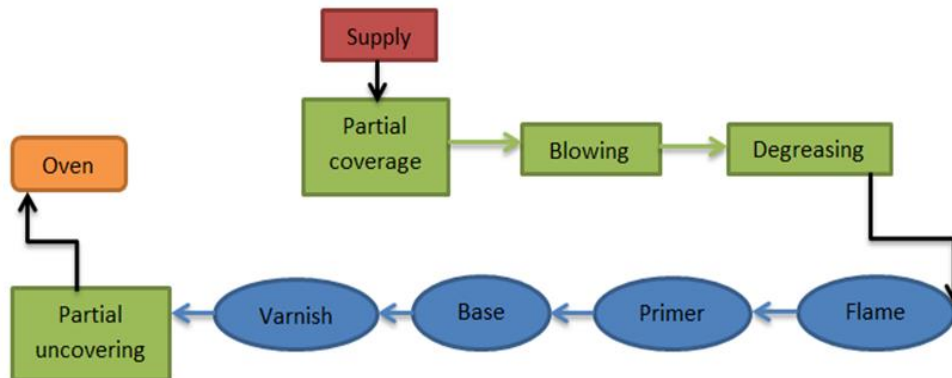 Supply
Partial
coverage
Blowing
Degreasing
Oven
Flame
Primer
Base
Varnish
Partial
uncovering